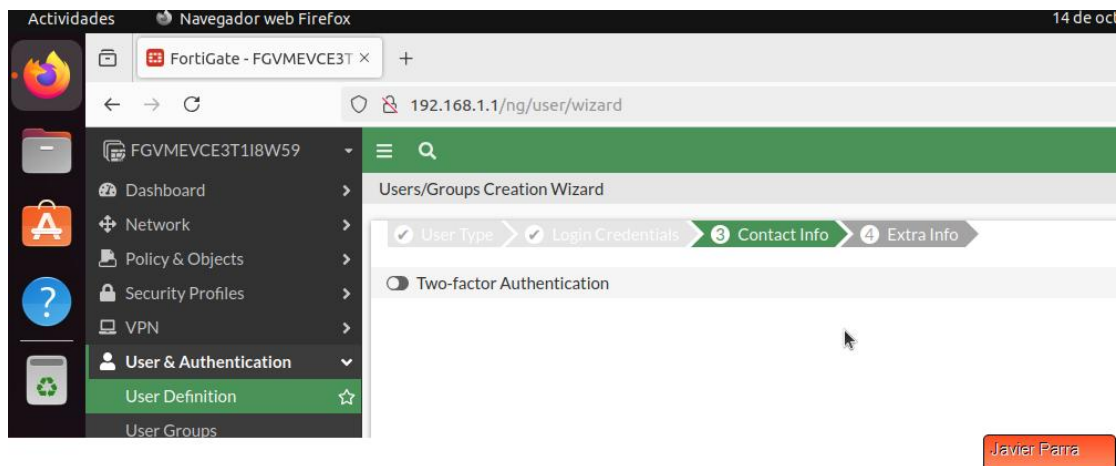 Actividades Navegador web Firefox 14 de oct
FortiGate - FGVMEVCE3T
192.168.1.1/ng/user/wizard
FGVMEVCE3T1I8W59
Dashboard
Users/Groups Creation Wizard
Network
User Type Login Credentials 3 Contact Info 4 Extra Info
Policy & Objects
Security Profiles
Two-factor Authentication
VPN
User & Authentication
User Definition
User Groups
Javier Parra